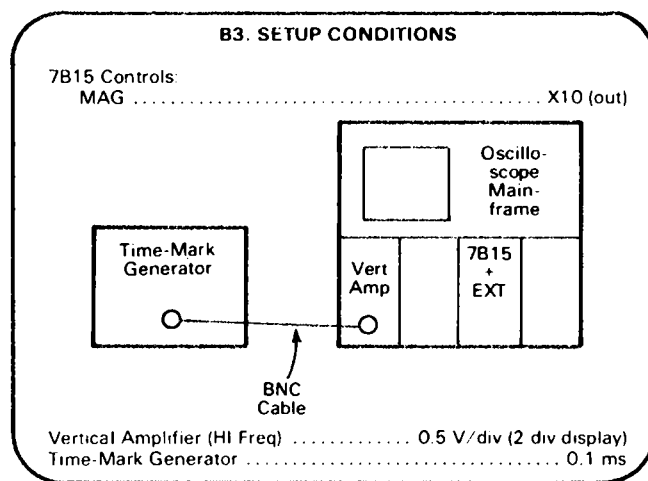 B3. SETUP CONDITIONS
7B15 Controls:
MAG ........................................ X10 (out)
Oscillo-
scope
Main-
frame
Time-Mark
Generator
Vert
Amp
7B15
+
EXT
BNC
Cable
Vertical Amplifier (HI Freq) ............ 0.5 V/div (2 div display)
Time-Mark Generator ................................ 0.1 ms